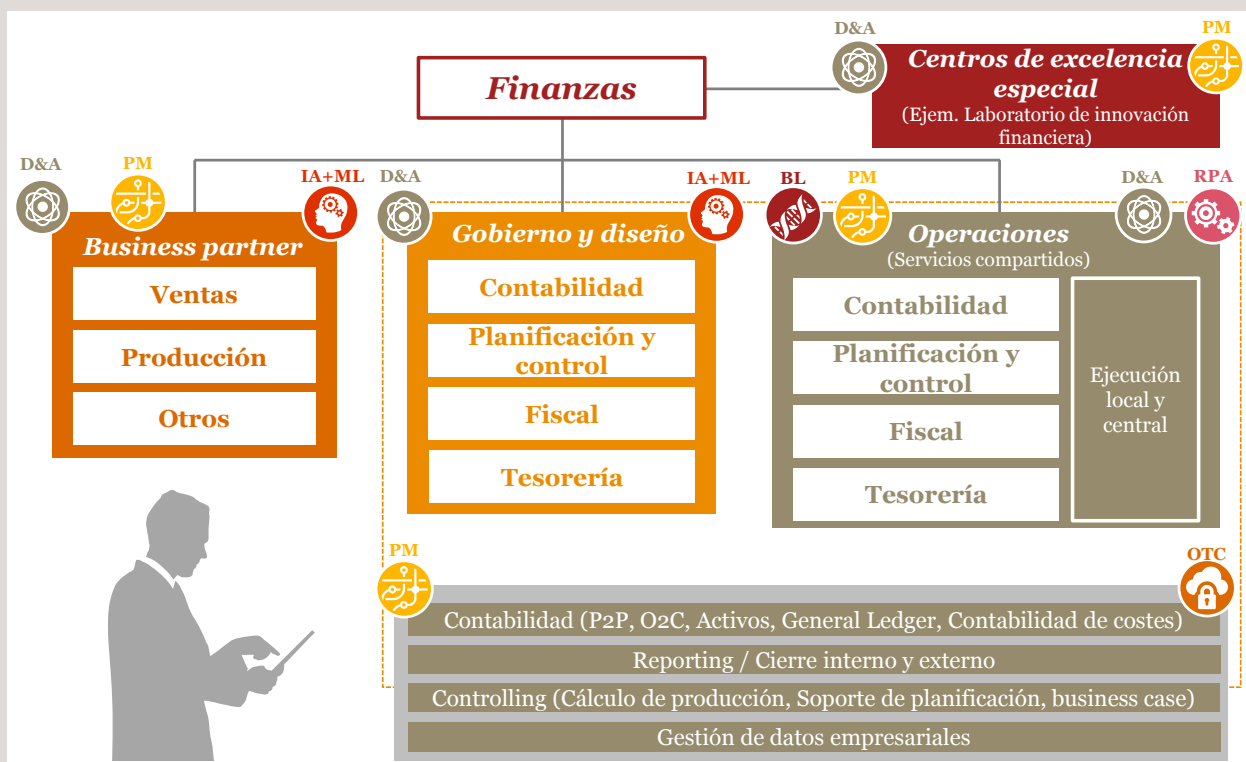 Finanzas
D&A
PM
Centros de excelencia
especial
(Ejem. Laboratorio de innovación
financiera)
D&A
PM
IA+ML
Business partner
Ventas
Producción
Otros
D&A
IA+ML
Gobierno y diseño
Contabilidad
Planificación y
control
Fiscal
Tesorería
BL
PM
D&A
RPA
Operaciones
(Servicios compartidos)
Contabilidad
Planificación y
control
Fiscal
Tesorería
Ejecución
local y
central
PM
OTC
Contabilidad (P2P, O2C, Activos, General Ledger, Contabilidad de costes)
Reporting / Cierre interno y externo
Controlling (Cálculo de producción, Soporte de planificación, business case)
Gestión de datos empresariales